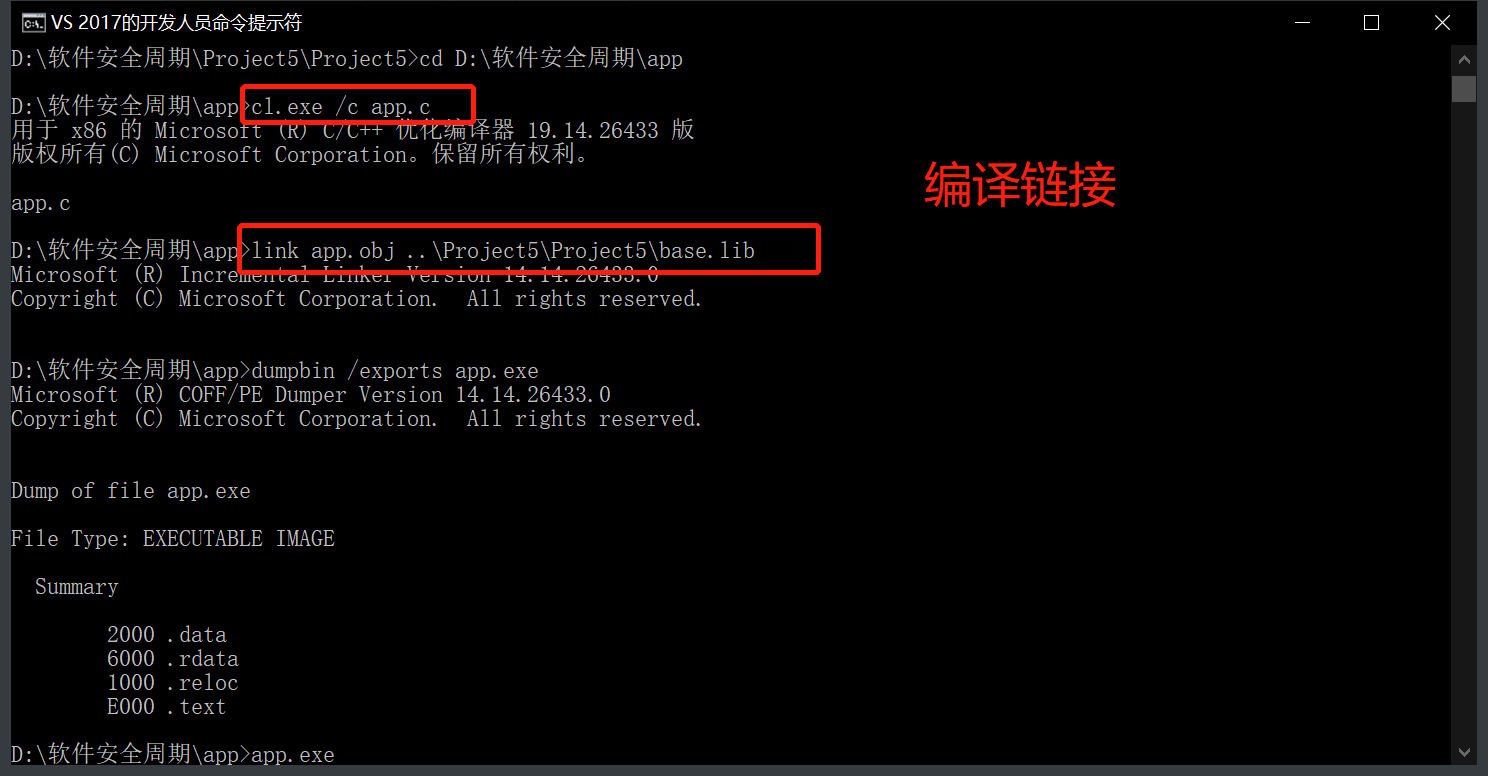 VS 2017的开发人员命令提示符
D:\软件安全周期\Project5\Project5>cd D:\软件安全周期\app
D:\软件安全周期\app>cl.exe /c app.c
用于 x86 的 Microsoft (R) C/C++ 优化编译器 19.14.26433 版
版权所有(C) Microsoft Corporation。保留所有权利。
编译链接
app.c
D:\软件安全周期\app>link app.obj ..\Project5\Project5\base.lib
Microsoft (R) Incremental Linker Version 14.14.26433.0
Copyright (C) Microsoft Corporation.  All rights reserved.
D:\软件安全周期\app>dumpbin /exports app.exe
Microsoft (R) COFF/PE Dumper Version 14.14.26433.0
Copyright (C) Microsoft Corporation.  All rights reserved.
Dump of file app.exe
File Type: EXECUTABLE IMAGE
Summary
2000 .data
6000 .rdata
1000 .reloc
E000 .text
D:\软件安全周期\app>app.exe